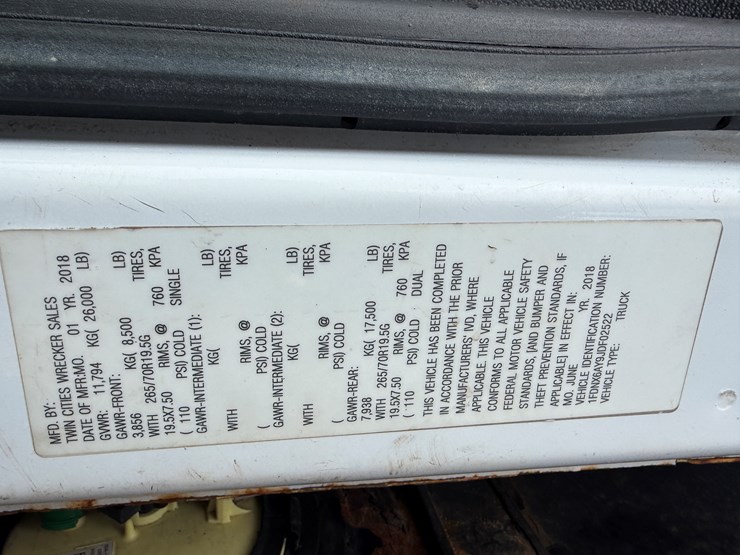 MFD. BY:
TWIN CITIES WRECKER SALES
DATE OF MFR:MO. 01 YR. 2018
GVWR: 11,794 KG( 26,000 LB)
GAWR-FRONT:
3,856 KG( 8,500 LB)
WITH 265/70R19.5G TIRES,
19.5X7.50 RIMS, @ 760 KPA
( 110 PSI) COLD SINGLE
GAWR-INTERMEDIATE (1):
KG( LB)
WITH TIRES,
RIMS, @ KPA
( PSI) COLD
GAWR-INTERMEDIATE (2):
KG( LB)
WITH TIRES,
RIMS, @ KPA
( PSI) COLD
GAWR-REAR:
7,938 KG( 17,500 LB)
WITH 265/70R19.5G TIRES,
19.5X7.50 RIMS, @ 760 KPA
( 110 PSI) COLD DUAL
THIS VEHICLE HAS BEEN COMPLETED
IN ACCORDANCE WITH THE PRIOR
MANUFACTURERS' IVD, WHERE
APPLICABLE. THIS VEHICLE
CONFORMS TO ALL APPLICABLE
FEDERAL MOTOR VEHICLE SAFETY
STANDARDS, [AND BUMPER AND
THEFT PREVENTION STANDARDS, IF
APPLICABLE] IN EFFECT IN:
MO. JUNE YR. 2018
VEHICLE IDENTIFICATION NUMBER:
1FDNX6AY0JDF02522
VEHICLE TYPE: TRUCK